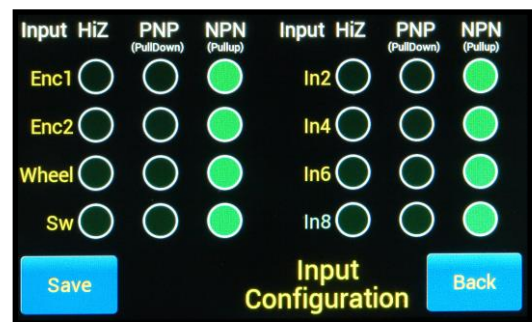 Input HiZ PNP NPN Input HiZ PNP NPN
(PullDown) (Pullup) (PullDown) (Pullup)
Enc1 In2
Enc2 In4
Wheel In6
Sw In8
Save Input Configuration Back